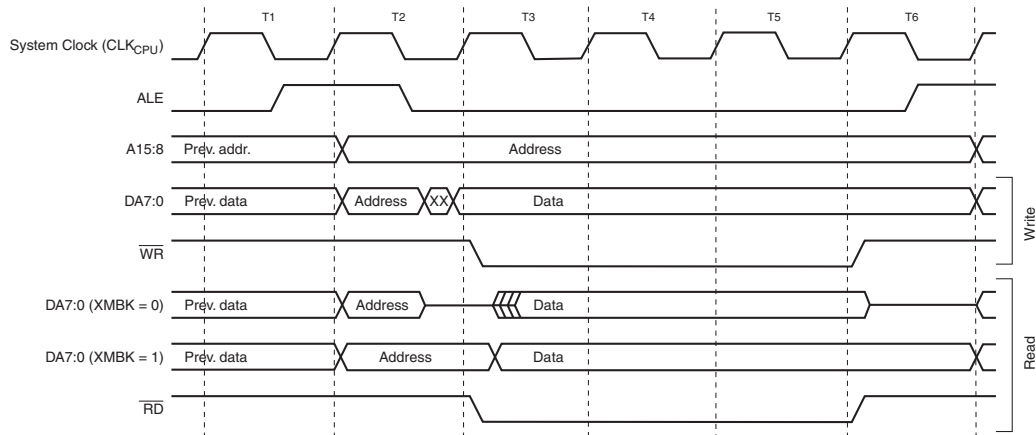 T1 T2 T3 T4 T5 T6
System Clock (CLKCPU)
ALE
A15:8 Prev. addr. Address
DA7:0 Prev. data Address XX Data
WR
Write
DA7:0 (XMBK = 0) Prev. data Address Data
DA7:0 (XMBK = 1) Prev. data Address Data
RD
Read